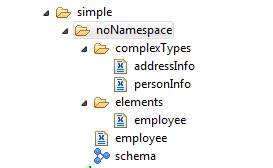 simple
noNamespace
complexTypes
addressInfo
personInfo
elements
employee
employee
schema